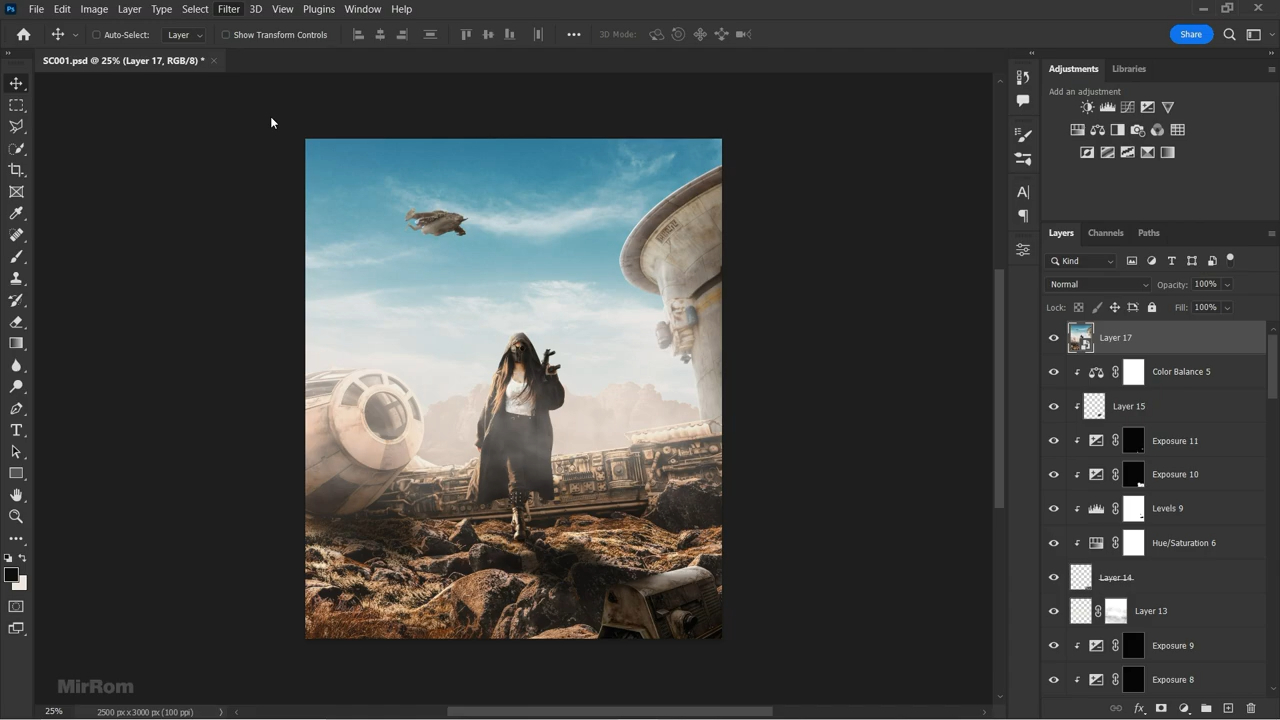 Ps File Edit Image Layer Type Select Filter 3D View Plugins Window Help
Auto-Select: Layer Show Transform Controls 3D Mode: Share
SC001.psd @ 25% (Layer 17, RGB/8) *
Adjustments Libraries
Add an adjustment
Layers Channels Paths
Kind
Normal Opacity: 100%
Lock: Fill: 100%
Layer 17
Color Balance 5
Layer 15
Exposure 11
Exposure 10
Levels 9
Hue/Saturation 6
Layer 14
Layer 13
Exposure 9
Exposure 8
MirRom
25% 2500 px x 3000 px (100 ppi)